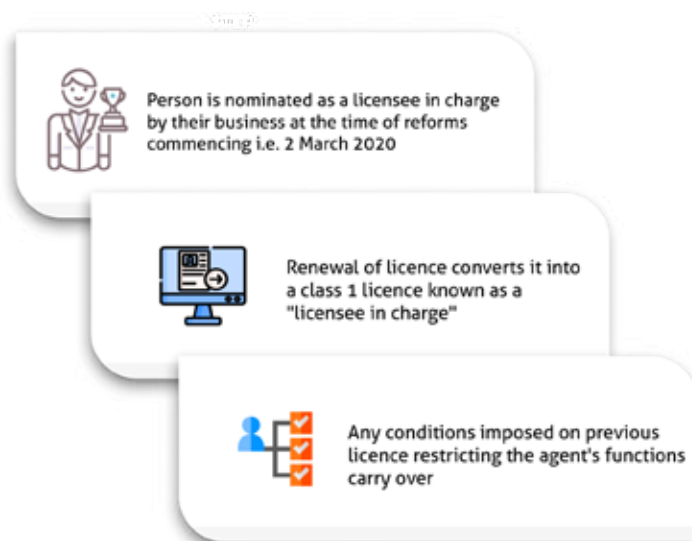 Person is nominated as a licensee in charge
by their business at the time of reforms
commencing i.e. 2 March 2020
Renewal of licence converts it into
a class 1 licence known as a
"licensee in charge"
Any conditions imposed on previous
licence restricting the agent's functions
carry over